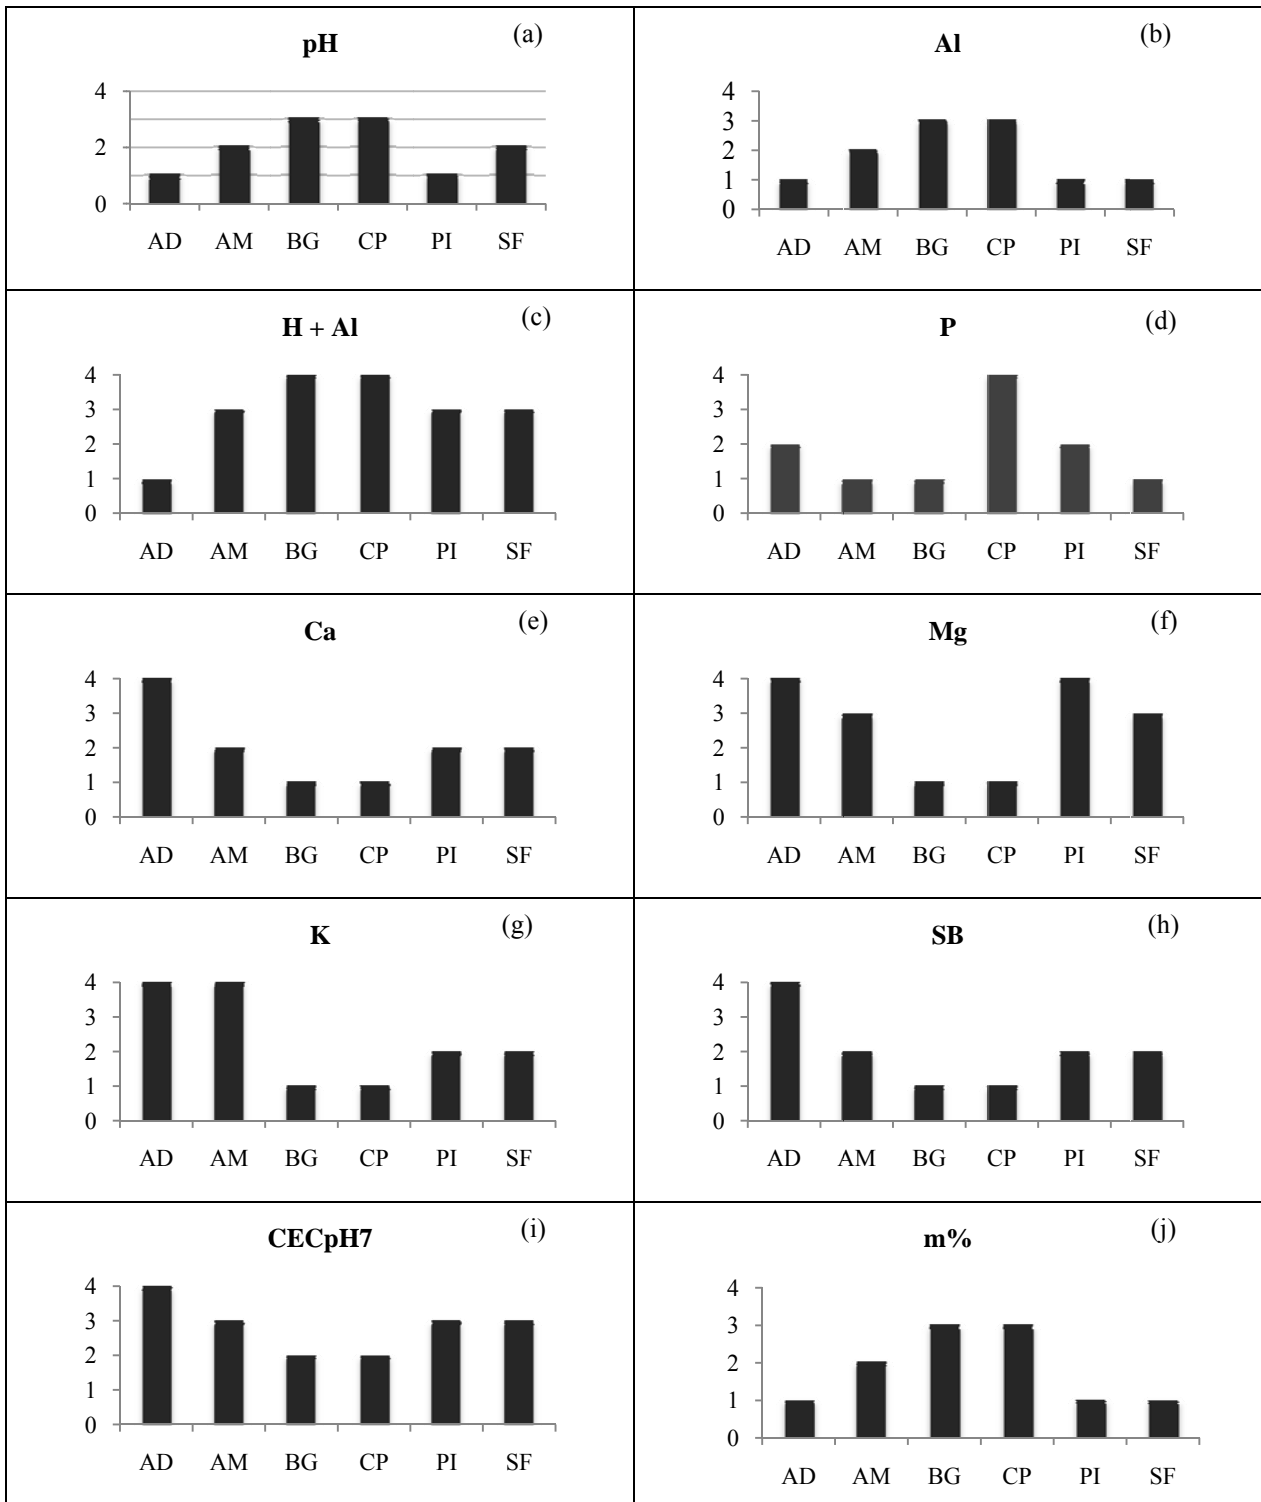 pH (a)
4
2
0
AD AM BG CP PI SF
Al (b)
4
3
2
1
0
AD AM BG CP PI SF
H + Al (c)
4
3
2
1
0
AD AM BG CP PI SF
P (d)
4
3
2
1
0
AD AM BG CP PI SF
Ca (e)
4
3
2
1
0
AD AM BG CP PI SF
Mg (f)
4
3
2
1
0
AD AM BG CP PI SF
K (g)
4
3
2
1
0
AD AM BG CP PI SF
SB (h)
4
3
2
1
0
AD AM BG CP PI SF
CECpH7 (i)
4
3
2
1
0
AD AM BG CP PI SF
m% (j)
4
3
2
1
0
AD AM BG CP PI SF